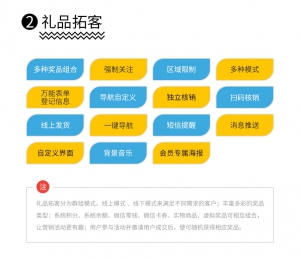 2 礼品拓客
多种奖品组合 强制关注 区域限制 多种模式
万能表单 导航自定义 独立核销 扫码核销
登记信息
线上发货 一键导航 短信提醒 消息推送
自定义界面 背景音乐 会员专属海报
注
礼品拓客分为群组模式、线上模式、线下模式来满足不同需求的客户；丰富多彩的奖品
类型：系统积分、系统余额、微信零钱、微信卡券、实物商品、虚拟奖品可相互组合，
让营销活动更有趣；用户参与活动并邀请用户成交后，便可随机获得相应奖品。